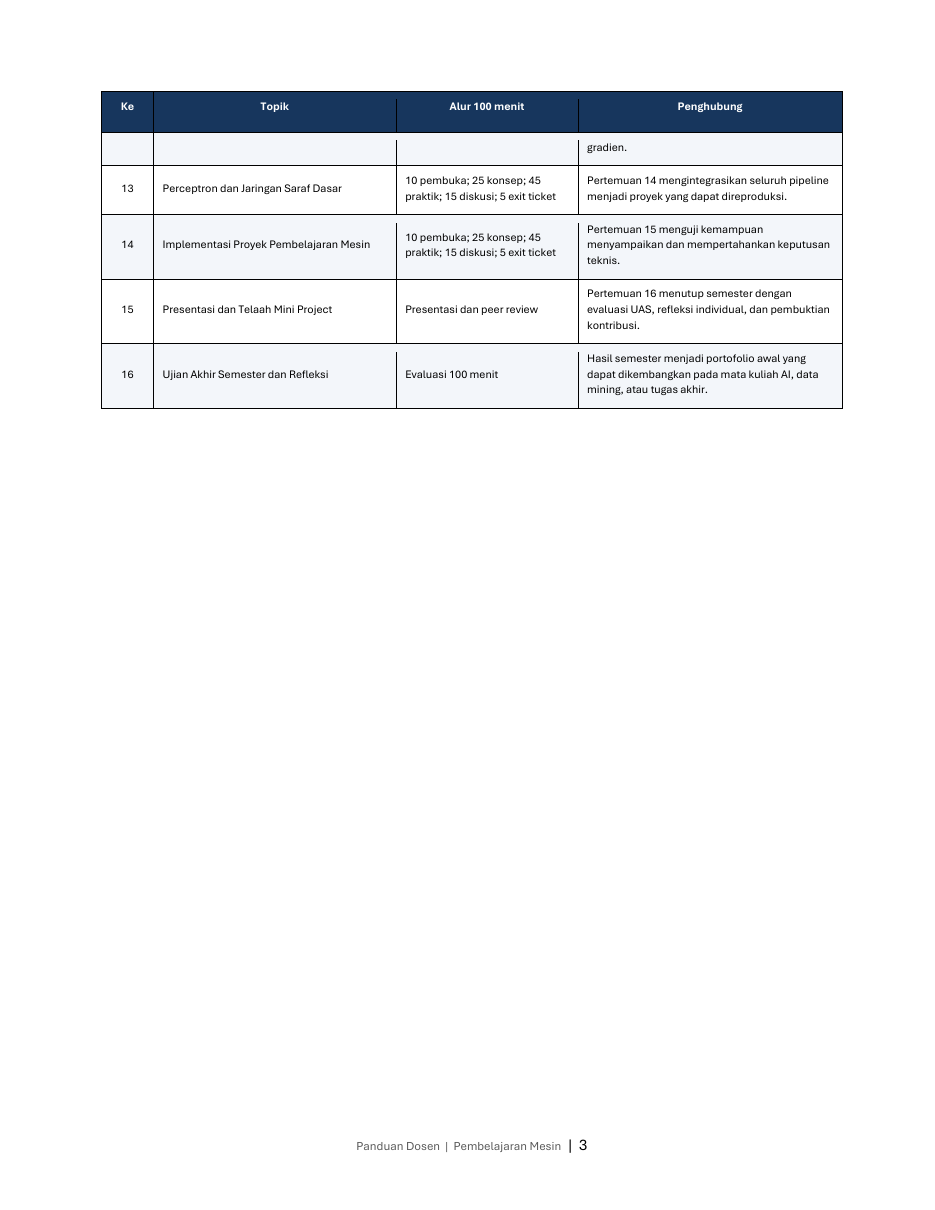 Ke Topik Alur 100 menit Penghubung
gradien.
13 Perceptron dan Jaringan Saraf Dasar 10 pembuka; 25 konsep; 45 praktik; 15 diskusi; 5 exit ticket Pertemuan 14 mengintegrasikan seluruh pipeline menjadi proyek yang dapat direproduksi.
14 Implementasi Proyek Pembelajaran Mesin 10 pembuka; 25 konsep; 45 praktik; 15 diskusi; 5 exit ticket Pertemuan 15 menguji kemampuan menyampaikan dan mempertahankan keputusan teknis.
15 Presentasi dan Telaah Mini Project Presentasi dan peer review Pertemuan 16 menutup semester dengan evaluasi UAS, refleksi individual, dan pembuktian kontribusi.
16 Ujian Akhir Semester dan Refleksi Evaluasi 100 menit Hasil semester menjadi portofolio awal yang dapat dikembangkan pada mata kuliah AI, data mining, atau tugas akhir.
Panduan Dosen | Pembelajaran Mesin | 3